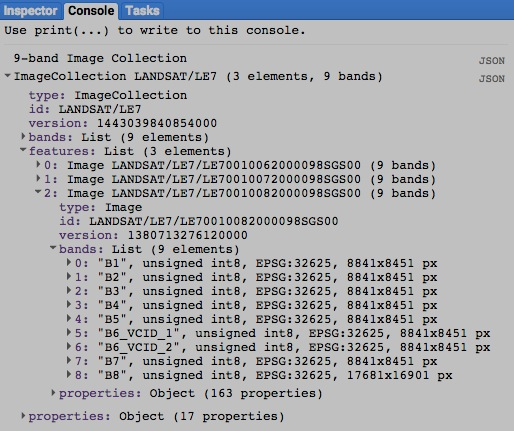 Inspector Console Tasks
Use print(...) to write to this console.
9-band Image Collection JSON
ImageCollection LANDSAT/LE7 (3 elements, 9 bands) JSON
type: ImageCollection
id: LANDSAT/LE7
version: 1443039840854000
bands: List (9 elements)
features: List (3 elements)
0: Image LANDSAT/LE7/LE70010062000098SGS00 (9 bands)
1: Image LANDSAT/LE7/LE70010072000098SGS00 (9 bands)
2: Image LANDSAT/LE7/LE70010082000098SGS00 (9 bands)
type: Image
id: LANDSAT/LE7/LE70010082000098SGS00
version: 1380713276120000
bands: List (9 elements)
0: "B1", unsigned int8, EPSG:32625, 8841x8451 px
1: "B2", unsigned int8, EPSG:32625, 8841x8451 px
2: "B3", unsigned int8, EPSG:32625, 8841x8451 px
3: "B4", unsigned int8, EPSG:32625, 8841x8451 px
4: "B5", unsigned int8, EPSG:32625, 8841x8451 px
5: "B6_VCID_1", unsigned int8, EPSG:32625, 8841x8451 px
6: "B6_VCID_2", unsigned int8, EPSG:32625, 8841x8451 px
7: "B7", unsigned int8, EPSG:32625, 8841x8451 px
8: "B8", unsigned int8, EPSG:32625, 17681x16901 px
properties: Object (163 properties)
properties: Object (17 properties)